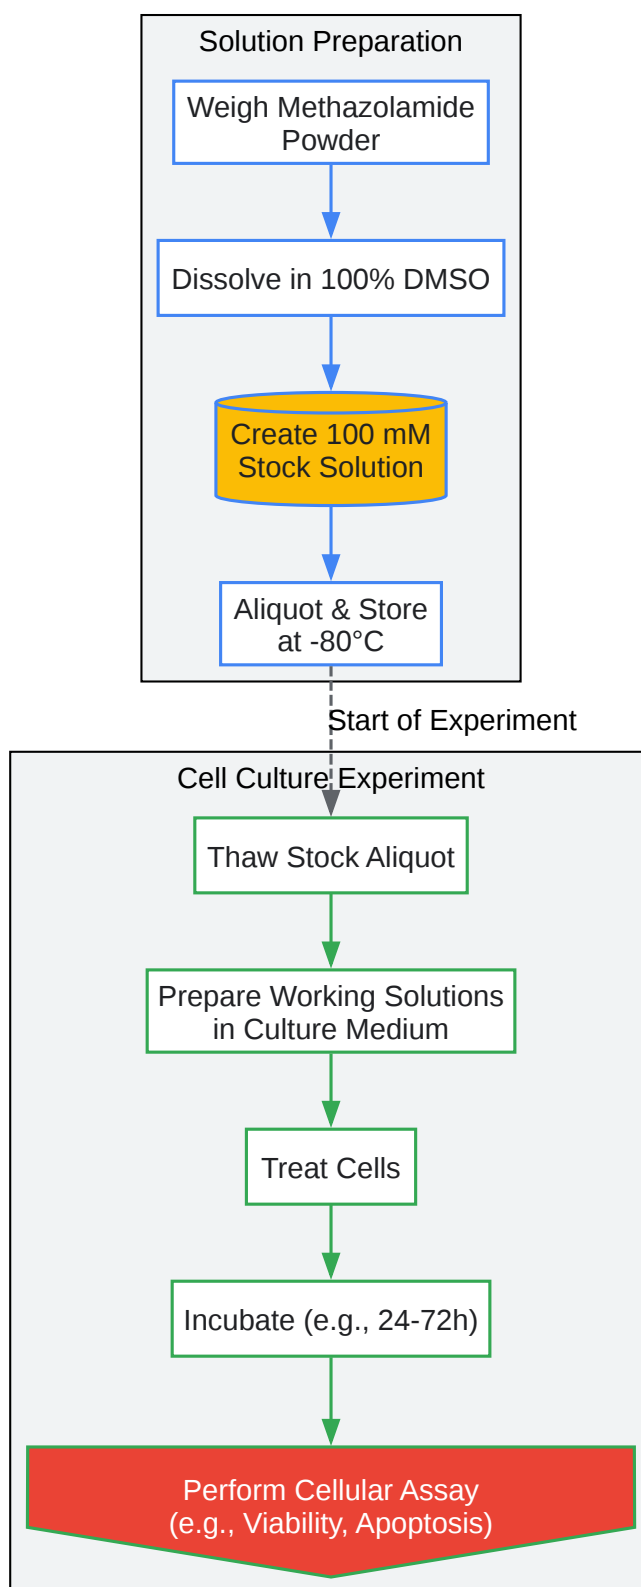 Solution Preparation
Weigh Methazolamide
Powder
Dissolve in 100% DMSO
Create 100 mM
Stock Solution
Aliquot & Store
at -80°C
Start of Experiment
Cell Culture Experiment
Thaw Stock Aliquot
Prepare Working Solutions
in Culture Medium
Treat Cells
Incubate (e.g., 24-72h)
Perform Cellular Assay
(e.g., Viability, Apoptosis)